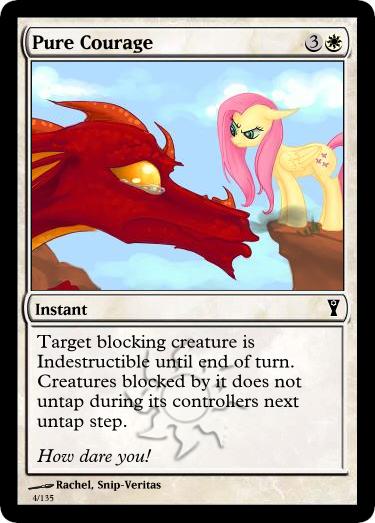 Pure Courage
3
Instant
Target blocking creature is
Indestructible until end of turn.
Creatures blocked by it does not
untap during its controllers next
untap step.
How dare you!
Rachel, Snip-Veritas
4/135